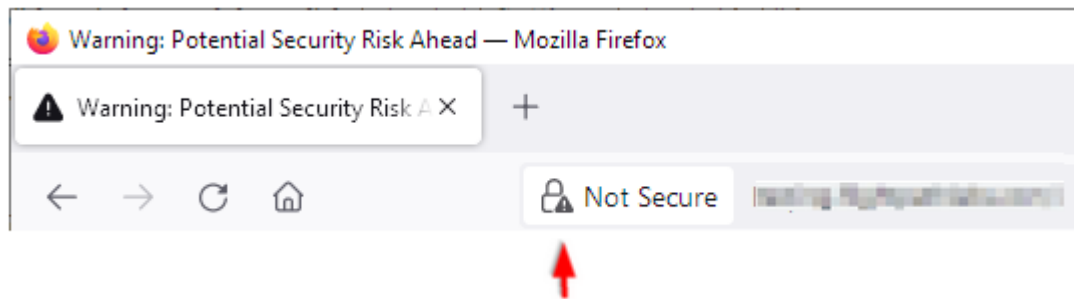 Warning: Potential Security Risk Ahead — Mozilla Firefox
Warning: Potential Security Risk A
Not Secure